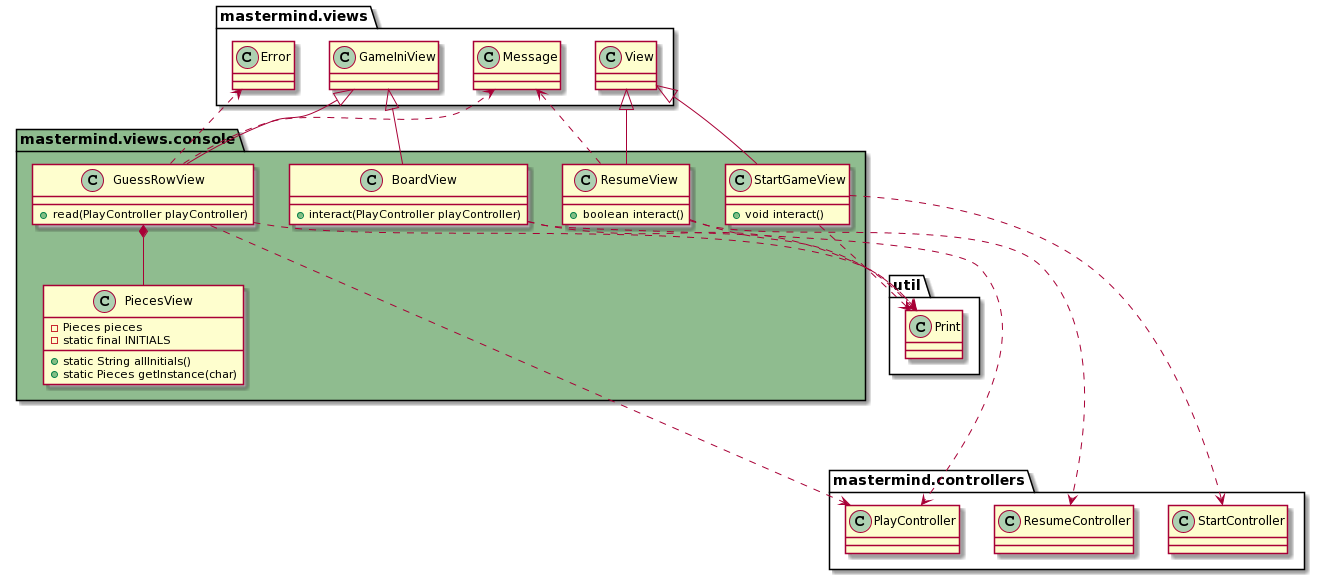 mastermind.views
C Error
C GameIniView
C Message
C View
mastermind.views.console
C GuessRowView
read(PlayController playController)
C BoardView
interact(PlayController playController)
C ResumeView
boolean interact()
C StartGameView
void interact()
C PiecesView
Pieces pieces
static final INITIALS
static String allInitials()
static Pieces getInstance(char)
util
C Print
mastermind.controllers
C PlayController
C ResumeController
C StartController